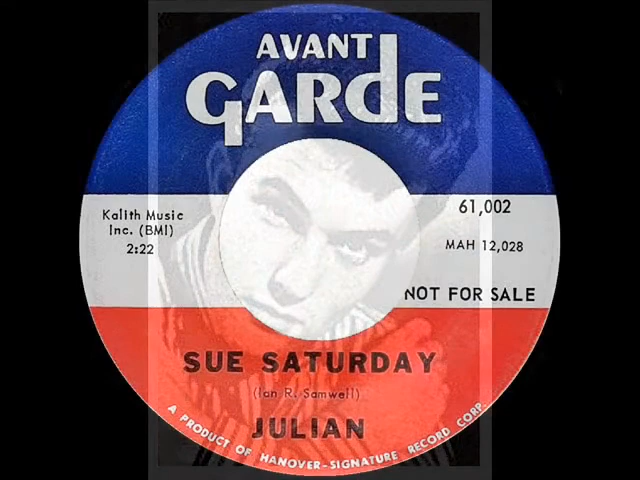 AVANT
GARDE
Kalith Music
Inc. (BMI)
2:22
61,002
MAH 12,028
NOT FOR SALE
SUE SATURDAY
(Ian R. Samwell)
JULIAN
A PRODUCT OF HANOVER-SIGNATURE RECORD CORP.